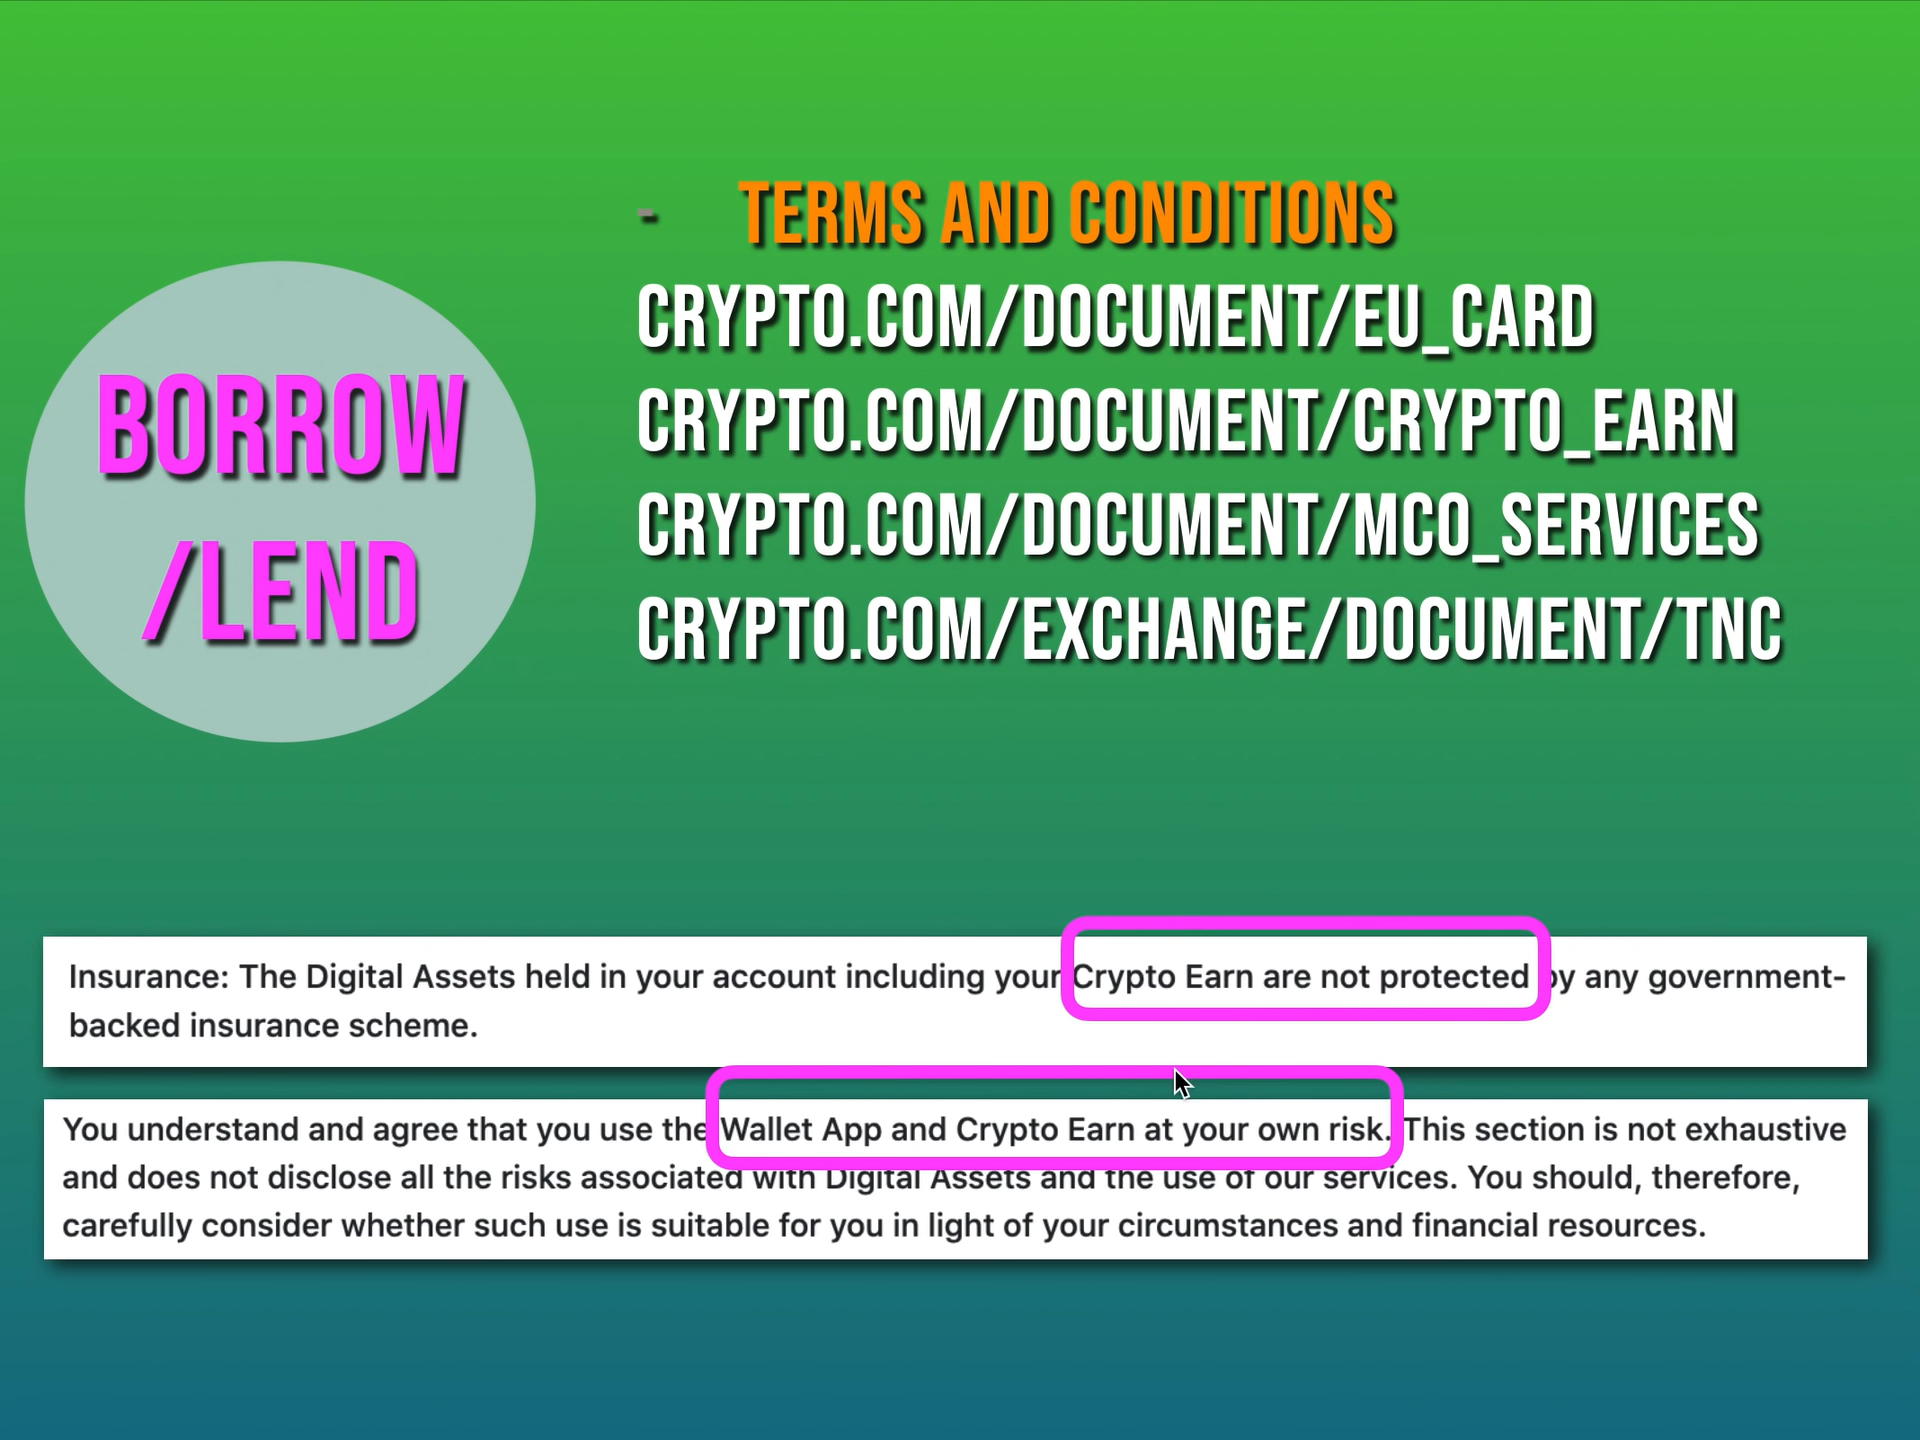 BORROW
/LEND
- TERMS AND CONDITIONS
CRYPTO.COM/DOCUMENT/EU_CARD
CRYPTO.COM/DOCUMENT/CRYPTO_EARN
CRYPTO.COM/DOCUMENT/MCO_SERVICES
CRYPTO.COM/EXCHANGE/DOCUMENT/TNC
Insurance: The Digital Assets held in your account including your Crypto Earn are not protected by any government-
backed insurance scheme.
You understand and agree that you use the Wallet App and Crypto Earn at your own risk. This section is not exhaustive
and does not disclose all the risks associated with Digital Assets and the use of our services. You should, therefore,
carefully consider whether such use is suitable for you in light of your circumstances and financial resources.